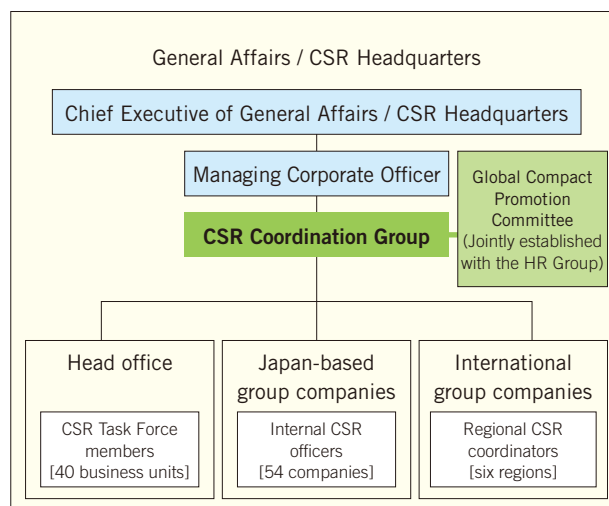 General Affairs / CSR Headquarters
Chief Executive of General Affairs / CSR Headquarters
Managing Corporate Officer
CSR Coordination Group
Global Compact
Promotion
Committee
(Jointly established
with the HR Group)
Head office
CSR Task Force
members
[40 business units]
Japan-based
group companies
Internal CSR
officers
[54 companies]
International
group companies
Regional CSR
coordinators
[six regions]